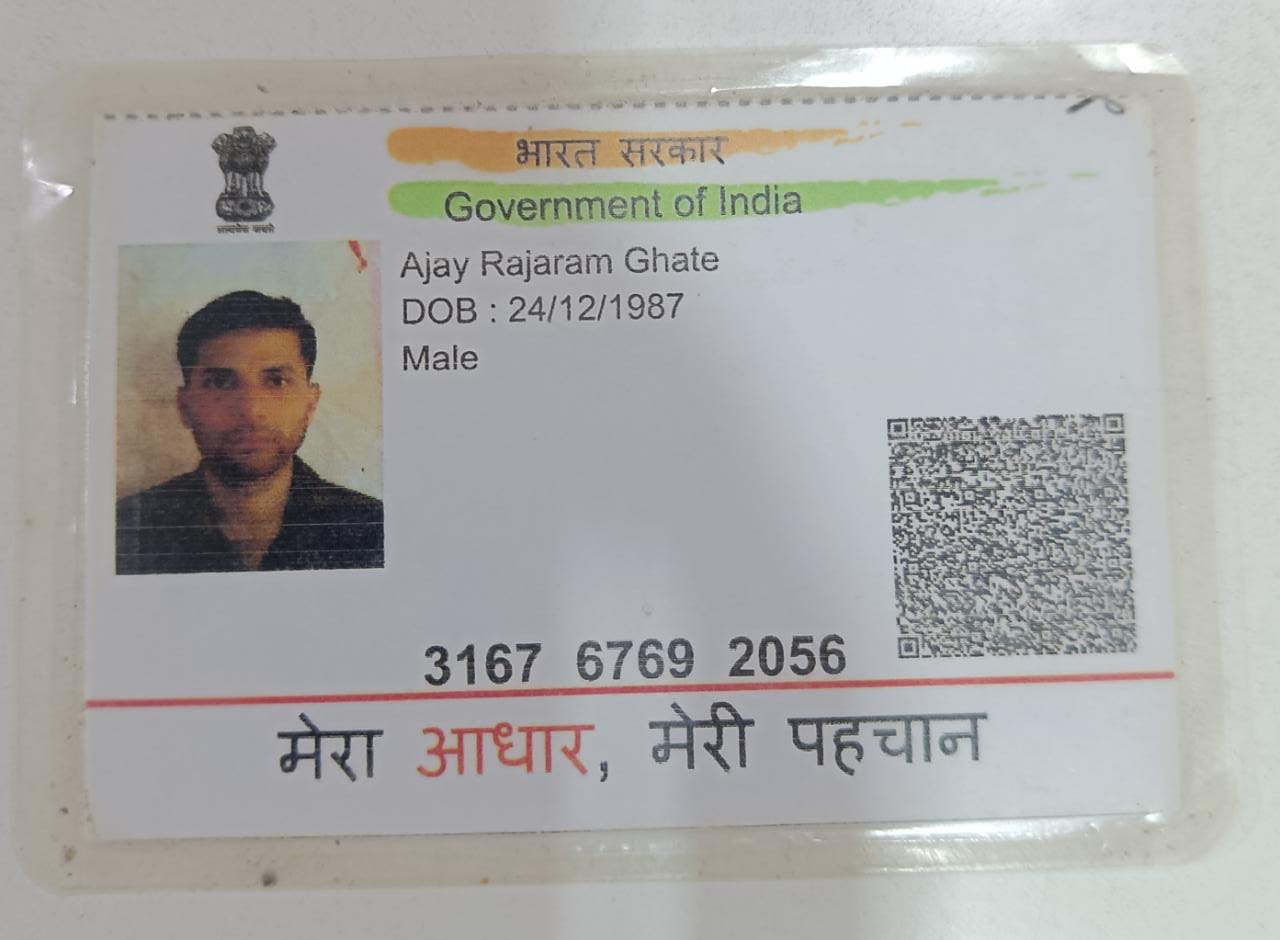 भारत सरकार
Government of India
सत्यमेव जयते
Ajay Rajaram Ghate
DOB : 24/12/1987
Male
3167 6769 2056
मेरा आधार, मेरी पहचान